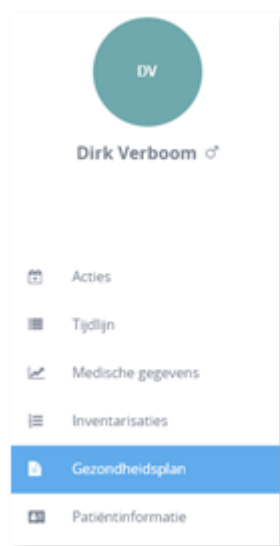 DV
Dirk Verboom ♂
Acties
Tijdlijn
Medische gegevens
Inventarisaties
Gezondheidsplan
Patiëntinformatie